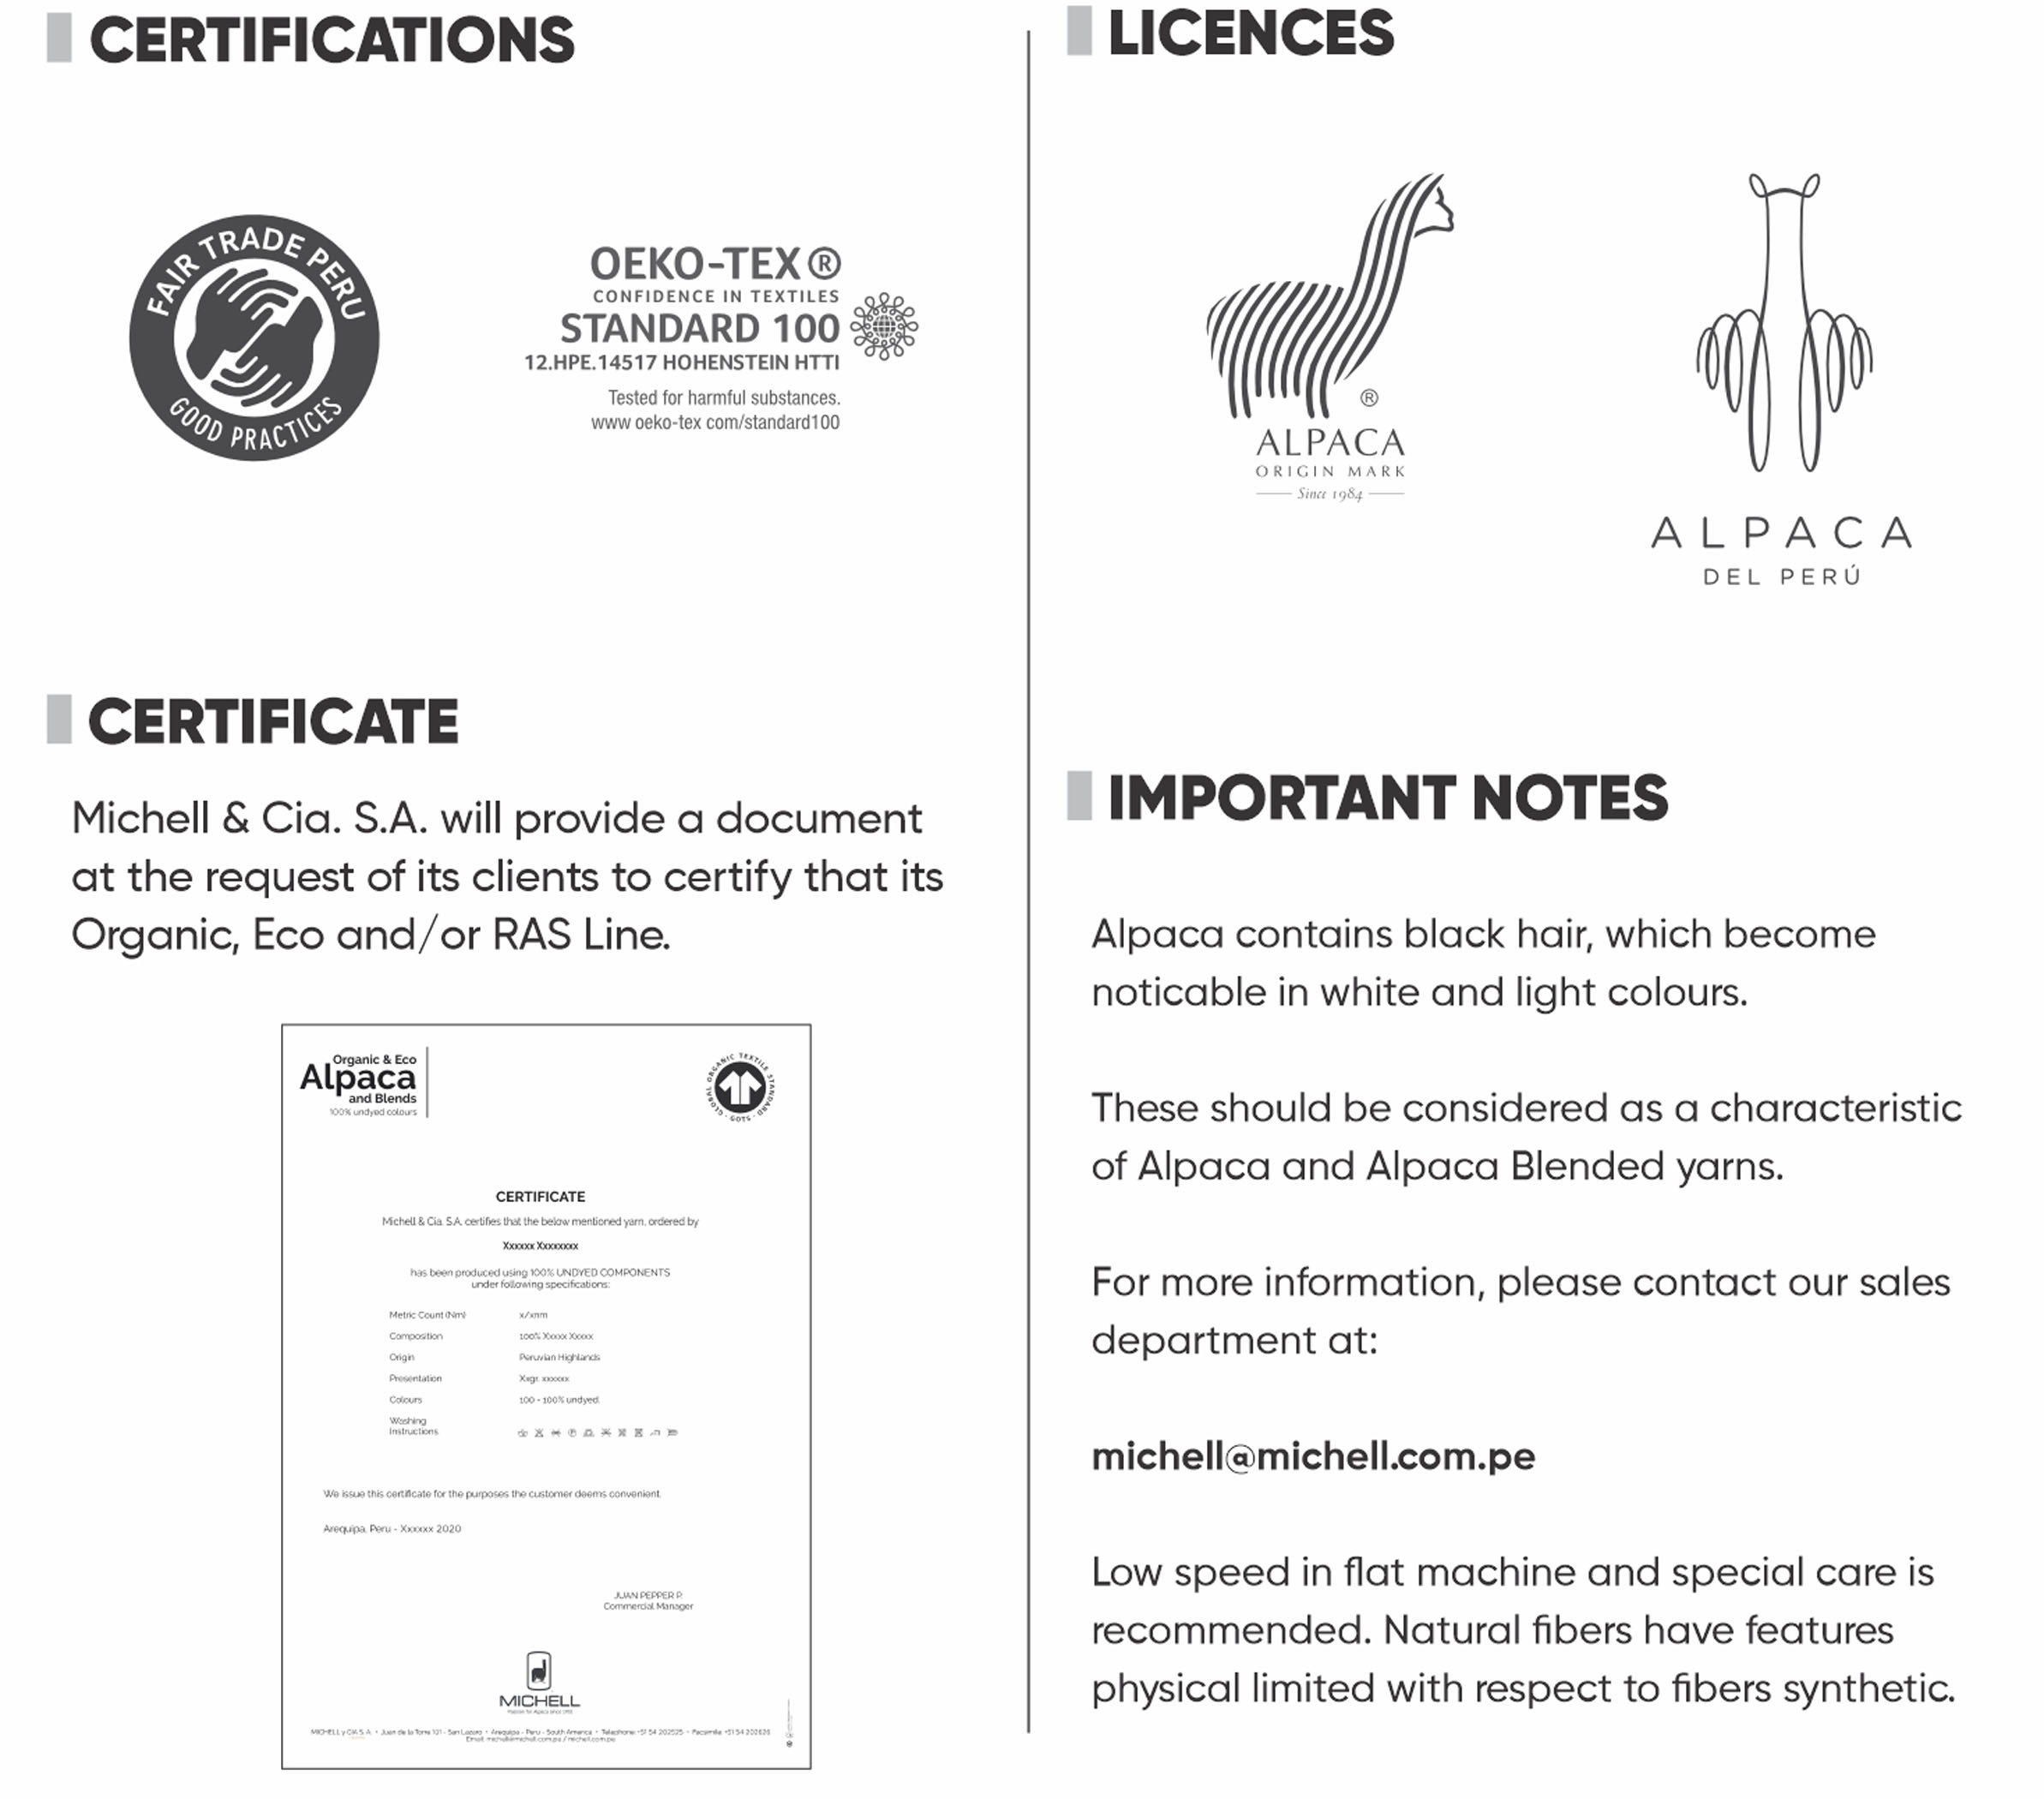 CERTIFICATIONS
FAIR TRADE PERU
GOOD PRACTICES
OEKO-TEX®
CONFIDENCE IN TEXTILES
STANDARD 100
12.HPE.14517 HOHENSTEIN HTTI
Tested for harmful substances.
www oeko-tex com/standard100
CERTIFICATE
Michell & Cia. S.A. will provide a document
at the request of its clients to certify that its
Organic, Eco and/or RAS Line.
Organic & Eco
Alpaca
and Blends
100% undyed colours
GLOBAL ORGANIC TEXTILE STANDARD · GOTS ·
CERTIFICATE
Michell & Cia. S.A. certifies that the below mentioned yarn, ordered by
Xxxxxx Xxxxxxxx
has been produced using 100% UNDYED COMPONENTS
under following specifications:
Metric Count (Nm) x/xnm
Composition 100% Xxxxx Xxxxx
Origin Peruvian Highlands
Presentation Xxgr. xxxxxx
Colours 100 - 100% undyed.
Washing
Instructions
We issue this certificate for the purposes the customer deems convenient.
Arequipa, Peru - Xxxxxx 2020
JUAN PEPPER P.
Commercial Manager
MICHELL
MICHELL y CIA S. A. • Juan de la Torre 101 - San Lazaro • Arequipa - Peru - South America • Telephone +51 54 202525 • Facsimile +51 54 202626
Email: michell@michell.com.pe / michell.com.pe
LICENCES
®
ALPACA
ORIGIN MARK
Since 1984
ALPACA
DEL PERÚ
IMPORTANT NOTES
Alpaca contains black hair, which become
noticable in white and light colours.
These should be considered as a characteristic
of Alpaca and Alpaca Blended yarns.
For more information, please contact our sales
department at:
michell@michell.com.pe
Low speed in flat machine and special care is
recommended. Natural fibers have features
physical limited with respect to fibers synthetic.